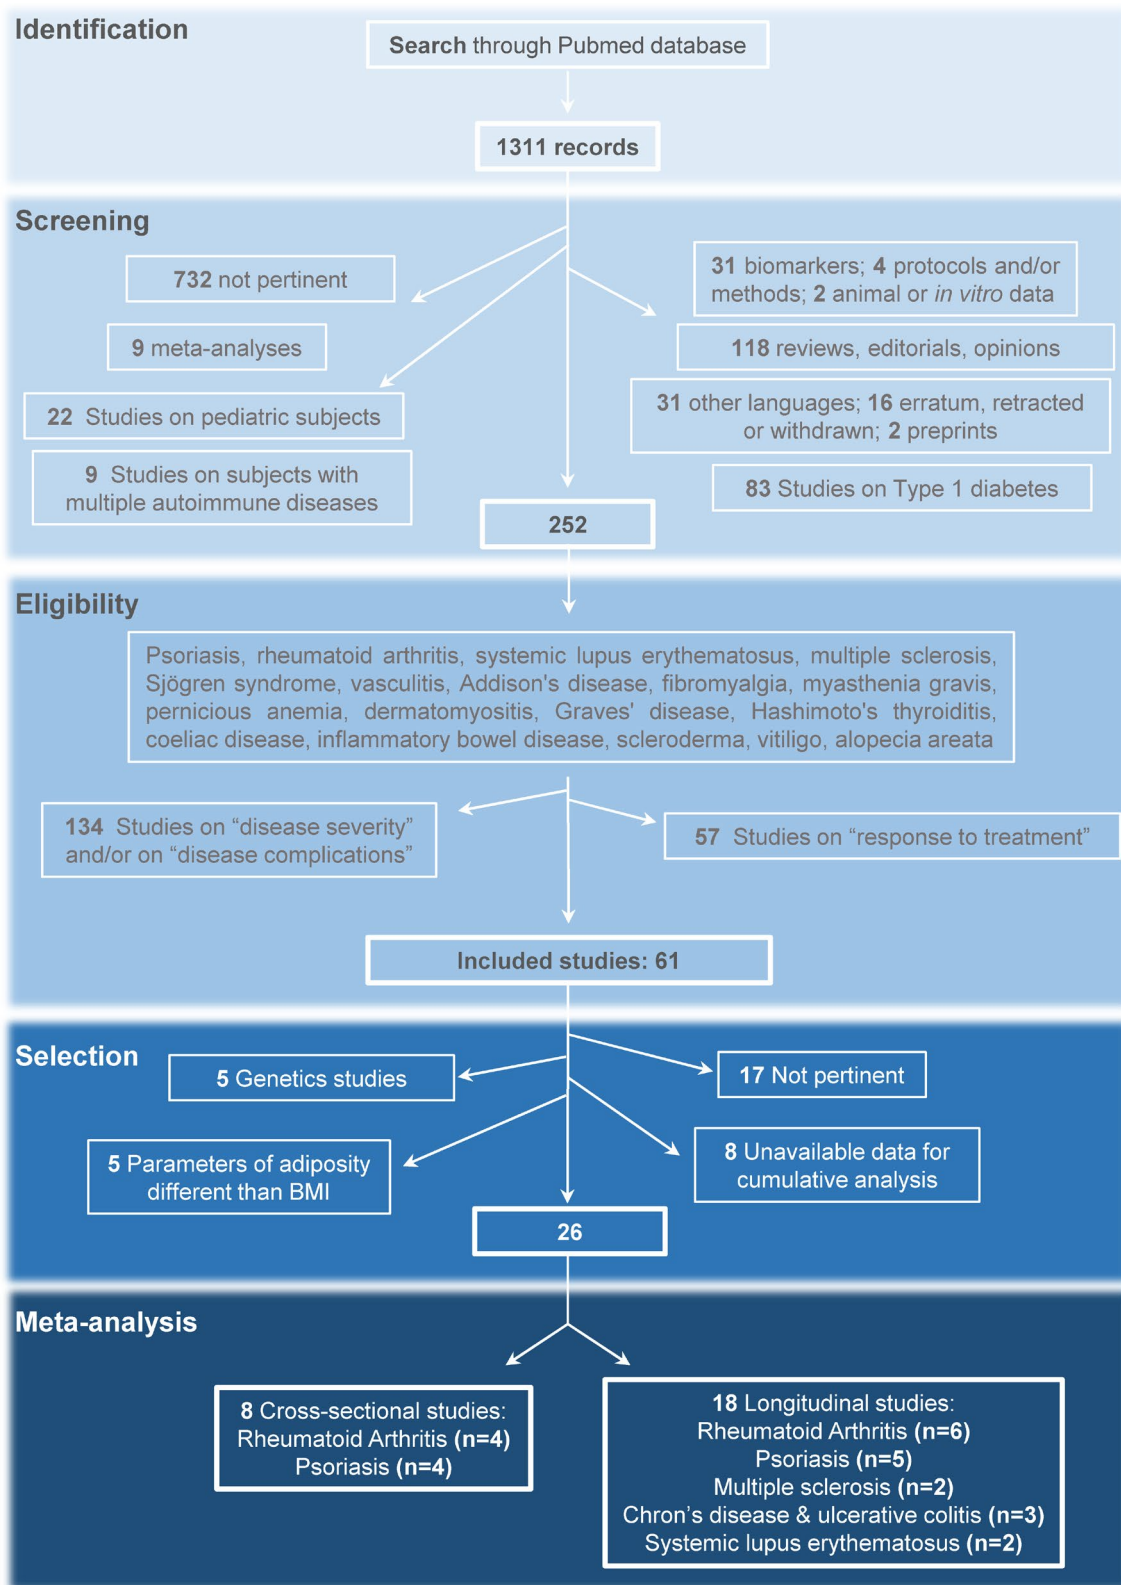 Identification
Search through Pubmed database
1311 records
Screening
732 not pertinent
9 meta-analyses
22 Studies on pediatric subjects
9 Studies on subjects with
multiple autoimmune diseases
31 biomarkers; 4 protocols and/or
methods; 2 animal or in vitro data
118 reviews, editorials, opinions
31 other languages; 16 erratum, retracted
or withdrawn; 2 preprints
83 Studies on Type 1 diabetes
252
Eligibility
Psoriasis, rheumatoid arthritis, systemic lupus erythematosus, multiple sclerosis,
Sjögren syndrome, vasculitis, Addison's disease, fibromyalgia, myasthenia gravis,
pernicious anemia, dermatomyositis, Graves' disease, Hashimoto's thyroiditis,
coeliac disease, inflammatory bowel disease, scleroderma, vitiligo, alopecia areata
134 Studies on “disease severity”
and/or on “disease complications”
57 Studies on “response to treatment”
Included studies: 61
Selection
5 Genetics studies
17 Not pertinent
5 Parameters of adiposity
different than BMI
8 Unavailable data for
cumulative analysis
26
Meta-analysis
8 Cross-sectional studies:
Rheumatoid Arthritis (n=4)
Psoriasis (n=4)
18 Longitudinal studies:
Rheumatoid Arthritis (n=6)
Psoriasis (n=5)
Multiple sclerosis (n=2)
Chron’s disease & ulcerative colitis (n=3)
Systemic lupus erythematosus (n=2)